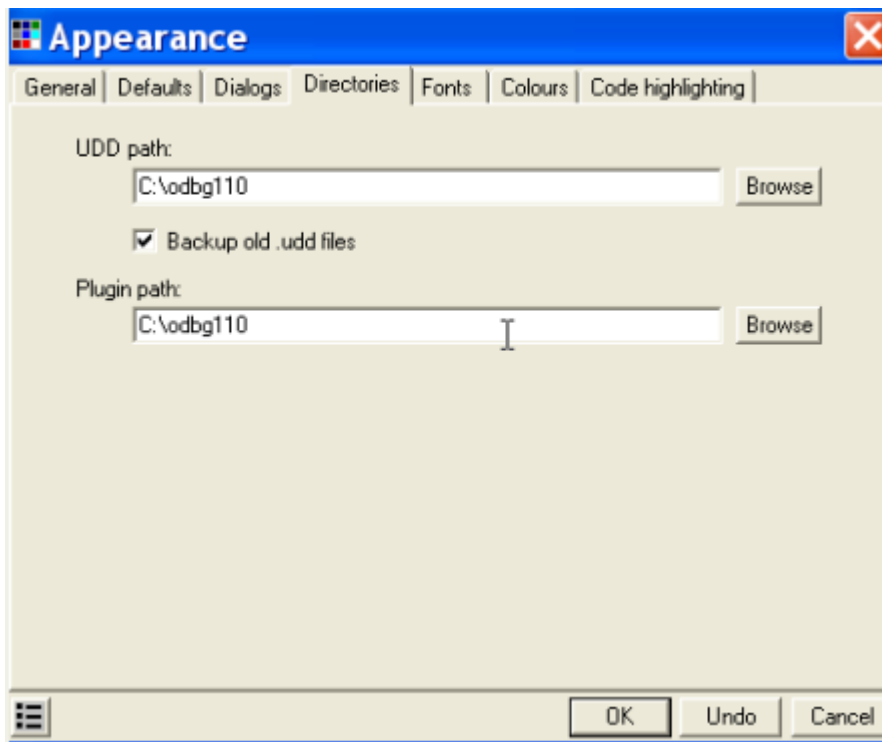 Appearance
General Defaults Dialogs Directories Fonts Colours Code highlighting
UDD path:
C:\odbg110 Browse
Backup old .udd files
Plugin path:
C:\odbg110 Browse
OK Undo Cancel